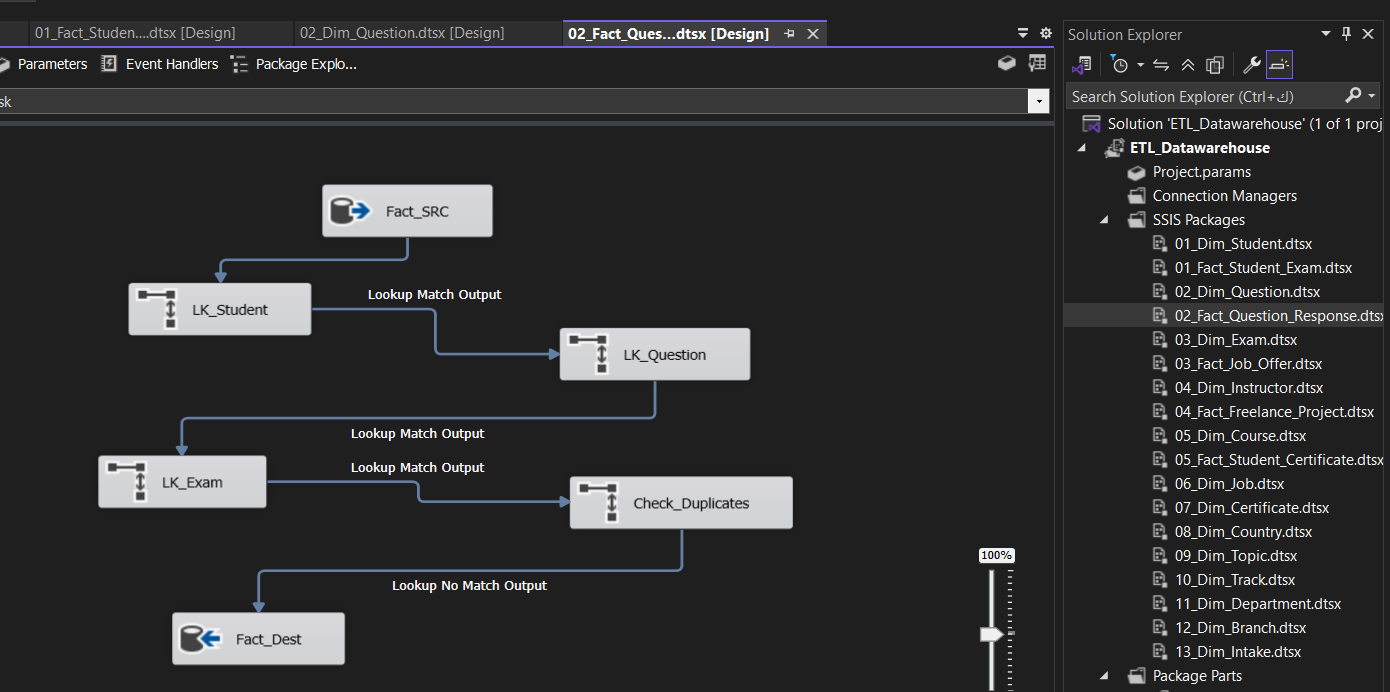 01_Fact_Studen....dtsx [Design]
02_Dim_Question.dtsx [Design]
02_Fact_Ques...dtsx [Design]
Parameters
Event Handlers
Package Explo...
sk
Fact_SRC
LK_Student
Lookup Match Output
LK_Question
Lookup Match Output
LK_Exam
Lookup Match Output
Check_Duplicates
Lookup No Match Output
Fact_Dest
100%
Solution Explorer
Search Solution Explorer (Ctrl+ك)
Solution 'ETL_Datawarehouse' (1 of 1 proj
ETL_Datawarehouse
Project.params
Connection Managers
SSIS Packages
01_Dim_Student.dtsx
01_Fact_Student_Exam.dtsx
02_Dim_Question.dtsx
02_Fact_Question_Response.dtsx
03_Dim_Exam.dtsx
03_Fact_Job_Offer.dtsx
04_Dim_Instructor.dtsx
04_Fact_Freelance_Project.dtsx
05_Dim_Course.dtsx
05_Fact_Student_Certificate.dtsx
06_Dim_Job.dtsx
07_Dim_Certificate.dtsx
08_Dim_Country.dtsx
09_Dim_Topic.dtsx
10_Dim_Track.dtsx
11_Dim_Department.dtsx
12_Dim_Branch.dtsx
13_Dim_Intake.dtsx
Package Parts